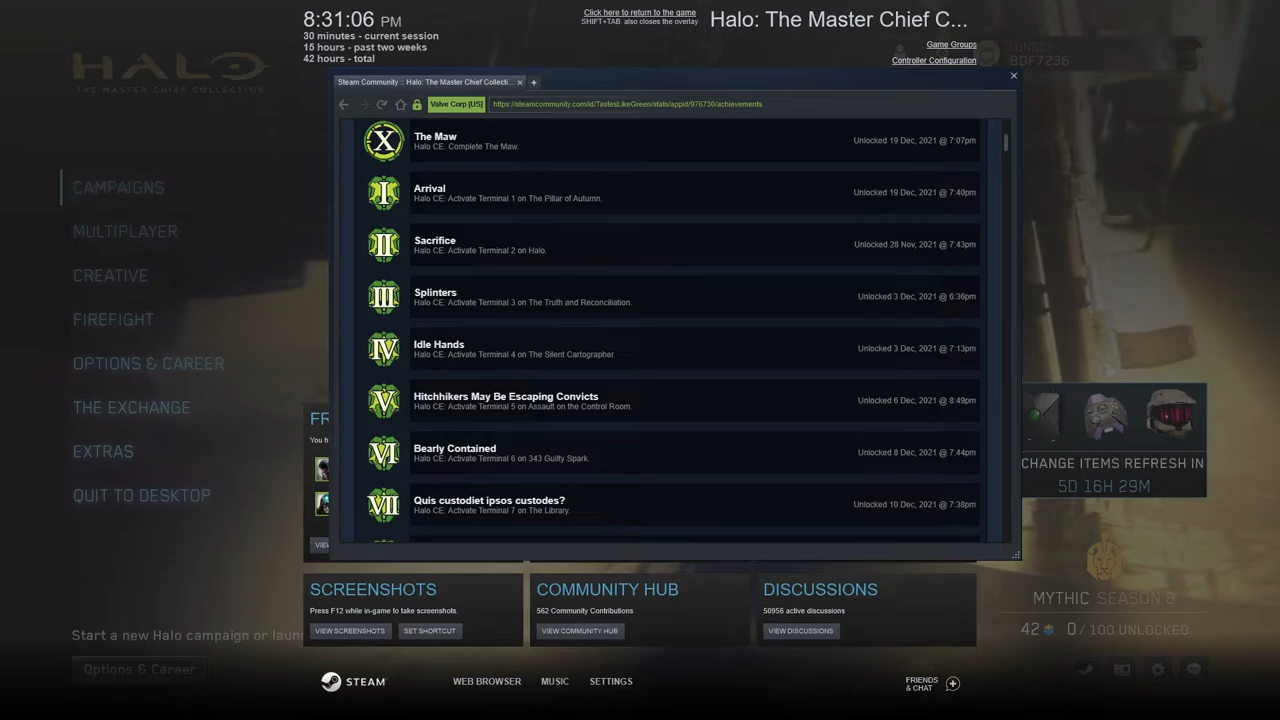 8:31:06 PM
30 minutes - current session
15 hours - past two weeks
42 hours - total
Click here to return to the game
SHIFT+TAB also closes the overlay
Halo: The Master Chief C...
Game Groups
Controller Configuration
UNSC1
BDF7236
HALO
THE MASTER CHIEF COLLECTION
Steam Community :: Halo: The Master Chief Collecti...
Valve Corp [US]
https://steamcommunity.com/id/TastesLikeGreen/stats/appid/976730/achievements
X
The Maw
Halo CE: Complete The Maw.
Unlocked 19 Dec, 2021 @ 7:07pm
I
Arrival
Halo CE: Activate Terminal 1 on The Pillar of Autumn.
Unlocked 19 Dec, 2021 @ 7:40pm
II
Sacrifice
Halo CE: Activate Terminal 2 on Halo.
Unlocked 28 Nov, 2021 @ 7:43pm
III
Splinters
Halo CE: Activate Terminal 3 on The Truth and Reconciliation.
Unlocked 3 Dec, 2021 @ 6:36pm
IV
Idle Hands
Halo CE: Activate Terminal 4 on The Silent Cartographer.
Unlocked 3 Dec, 2021 @ 7:13pm
V
Hitchhikers May Be Escaping Convicts
Halo CE: Activate Terminal 5 on Assault on the Control Room.
Unlocked 6 Dec, 2021 @ 8:49pm
VI
Bearly Contained
Halo CE: Activate Terminal 6 on 343 Guilty Spark.
Unlocked 8 Dec, 2021 @ 7:44pm
VII
Quis custodiet ipsos custodes?
Halo CE: Activate Terminal 7 on The Library.
Unlocked 10 Dec, 2021 @ 7:38pm
CAMPAIGNS
MULTIPLAYER
CREATIVE
FIREFIGHT
OPTIONS & CAREER
THE EXCHANGE
EXTRAS
QUIT TO DESKTOP
FR
You h
VIE
CHANGE ITEMS REFRESH IN
5D 16H 29M
SCREENSHOTS
Press F12 while in-game to take screenshots.
VIEW SCREENSHOTS
SET SHORTCUT
COMMUNITY HUB
562 Community Contributions
VIEW COMMUNITY HUB
DISCUSSIONS
50956 active discussions
VIEW DISCUSSIONS
MYTHIC SEASON 8
42 0/100 UNLOCKED
Start a new Halo campaign or laun
Options & Career
STEAM
WEB BROWSER
MUSIC
SETTINGS
FRIENDS
& CHAT